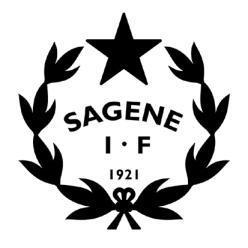 SAGENE
I · F
1921